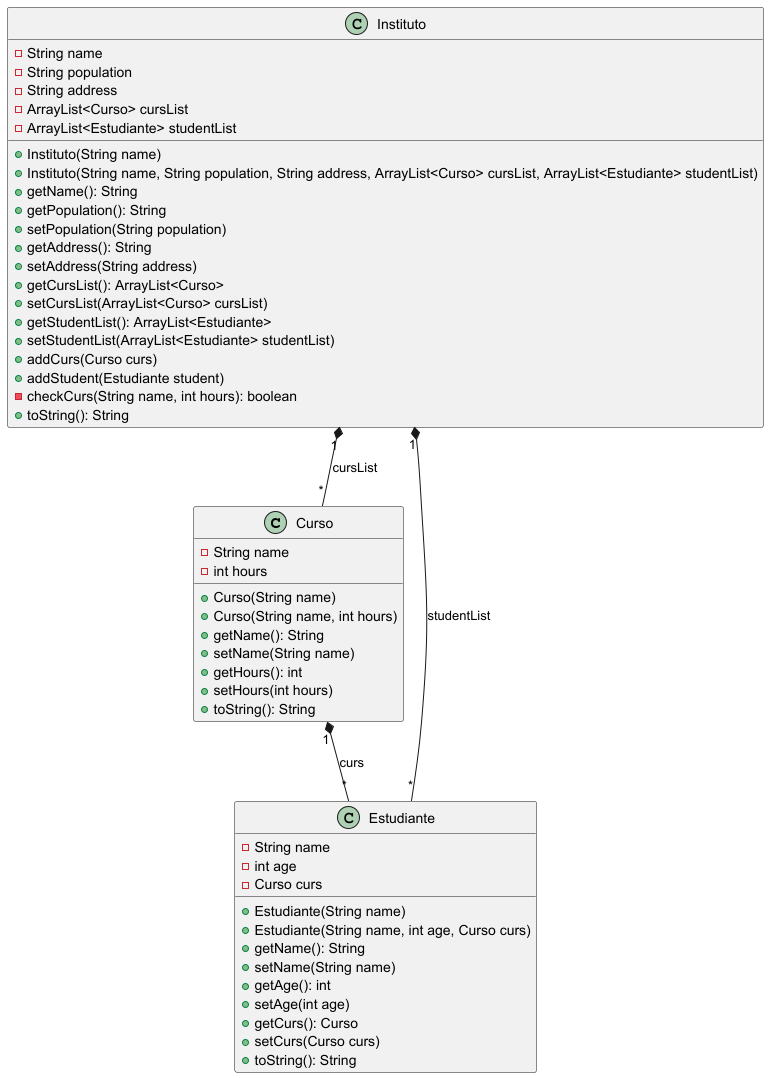 C Instituto
String name
String population
String address
ArrayList<Curso> cursList
ArrayList<Estudiante> studentList
Instituto(String name)
Instituto(String name, String population, String address, ArrayList<Curso> cursList, ArrayList<Estudiante> studentList)
getName(): String
getPopulation(): String
setPopulation(String population)
getAddress(): String
setAddress(String address)
getCursList(): ArrayList<Curso>
setCursList(ArrayList<Curso> cursList)
getStudentList(): ArrayList<Estudiante>
setStudentList(ArrayList<Estudiante> studentList)
addCurs(Curso curs)
addStudent(Estudiante student)
checkCurs(String name, int hours): boolean
toString(): String
1
1
cursList
*
C Curso
String name
int hours
Curso(String name)
Curso(String name, int hours)
getName(): String
setName(String name)
getHours(): int
setHours(int hours)
toString(): String
studentList
1
curs
*
*
C Estudiante
String name
int age
Curso curs
Estudiante(String name)
Estudiante(String name, int age, Curso curs)
getName(): String
setName(String name)
getAge(): int
setAge(int age)
getCurs(): Curso
setCurs(Curso curs)
toString(): String